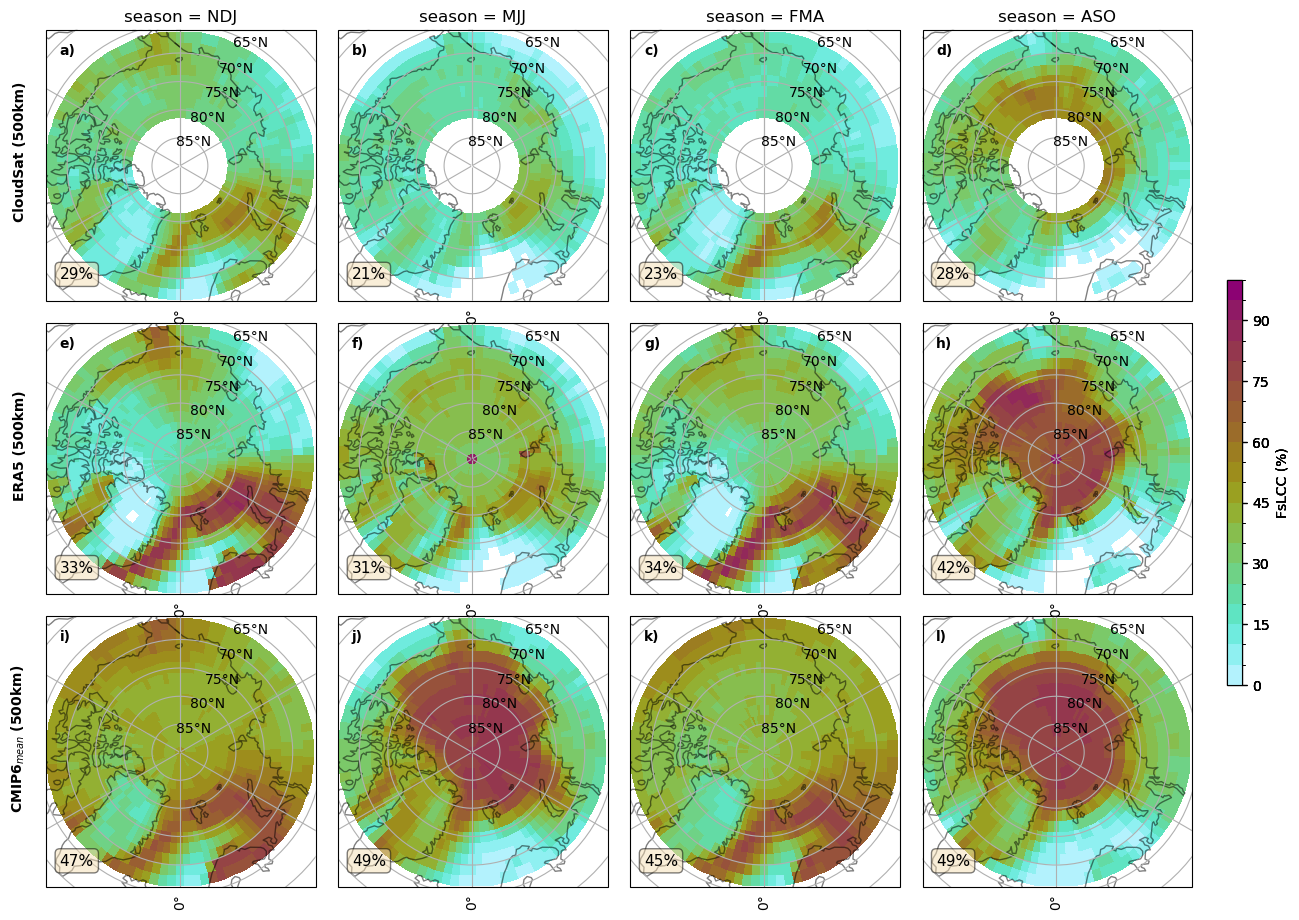 season = NDJ
season = MJJ
season = FMA
season = ASO
CloudSat (500km)
a)
65°N
70°N
75°N
80°N
85°N
29%
b)
65°N
70°N
75°N
80°N
85°N
21%
c)
65°N
70°N
75°N
80°N
85°N
23%
d)
65°N
70°N
75°N
80°N
85°N
28%
0°
0°
0°
0°
ERA5 (500km)
e)
65°N
70°N
75°N
80°N
85°N
33%
f)
65°N
70°N
75°N
80°N
85°N
31%
g)
65°N
70°N
75°N
80°N
85°N
34%
h)
65°N
70°N
75°N
80°N
85°N
42%
0°
0°
0°
0°
CMIP6mean (500km)
i)
65°N
70°N
75°N
80°N
85°N
47%
j)
65°N
70°N
75°N
80°N
85°N
49%
k)
65°N
70°N
75°N
80°N
85°N
45%
l)
65°N
70°N
75°N
80°N
85°N
49%
0°
0°
0°
0°
90
75
60
45
30
15
0
FsLCC (%)